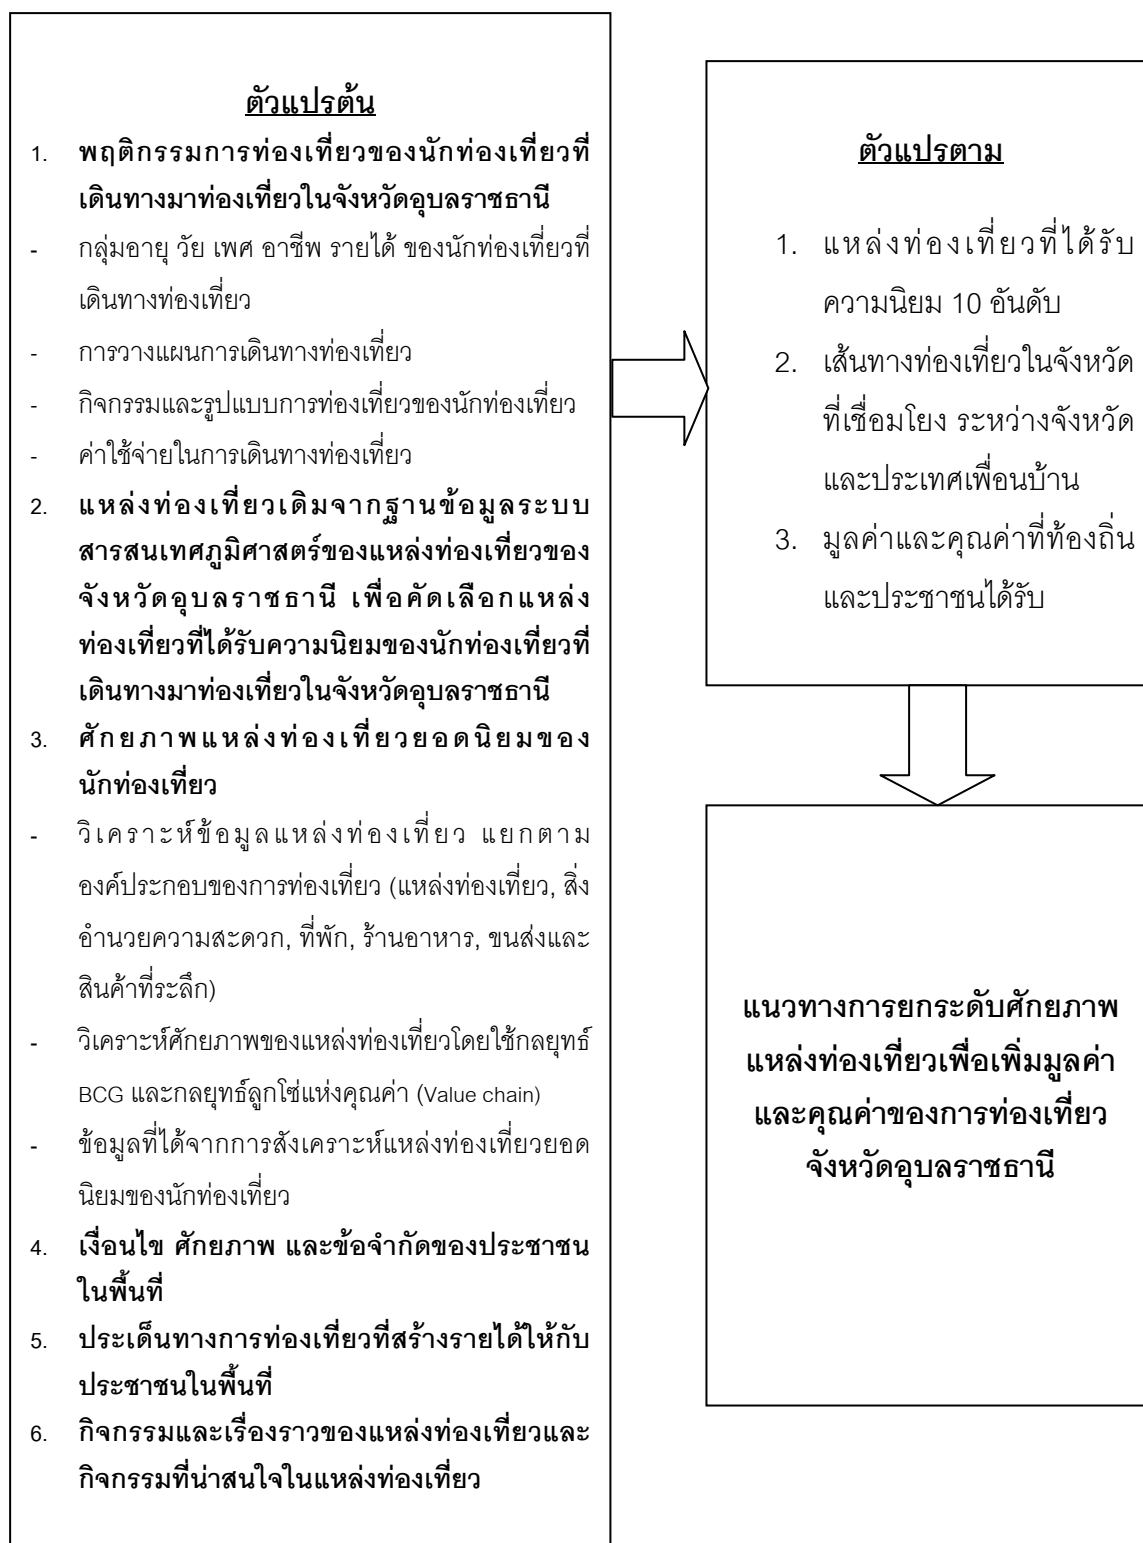 ตัวแปรต้น
1. พฤติกรรมการท่องเที่ยวของนักท่องเที่ยวที่
เดินทางมาท่องเที่ยวในจังหวัดอุบลราชธานี
- กลุ่มอายุ วัย เพศ อาชีพ รายได้ ของนักท่องเที่ยวที่
เดินทางท่องเที่ยว
- การวางแผนการเดินทางท่องเที่ยว
- กิจกรรมและรูปแบบการท่องเที่ยวของนักท่องเที่ยว
- ค่าใช้จ่ายในการเดินทางท่องเที่ยว
2. แหล่งท่องเที่ยวเดิมจากฐานข้อมูลระบบ
สารสนเทศภูมิศาสตร์ของแหล่งท่องเที่ยวของ
จังหวัดอุบลราชธานี เพื่อคัดเลือกแหล่ง
ท่องเที่ยวที่ได้รับความนิยมของนักท่องเที่ยวที่
เดินทางมาท่องเที่ยวในจังหวัดอุบลราชธานี
3. ศักยภาพแหล่งท่องเที่ยวยอดนิยมของ
นักท่องเที่ยว
- วิเคราะห์ข้อมูลแหล่งท่องเที่ยว แยกตาม
องค์ประกอบของการท่องเที่ยว (แหล่งท่องเที่ยว, สิ่ง
อำนวยความสะดวก, ที่พัก, ร้านอาหาร, ขนส่งและ
สินค้าที่ระลึก)
- วิเคราะห์ศักยภาพของแหล่งท่องเที่ยวโดยใช้กลยุทธ์
BCG และกลยุทธ์ลูกโซ่แห่งคุณค่า (Value chain)
- ข้อมูลที่ได้จากการสังเคราะห์แหล่งท่องเที่ยวยอด
นิยมของนักท่องเที่ยว
4. เงื่อนไข ศักยภาพ และข้อจำกัดของประชาชน
ในพื้นที่
5. ประเด็นทางการท่องเที่ยวที่สร้างรายได้ให้กับ
ประชาชนในพื้นที่
6. กิจกรรมและเรื่องราวของแหล่งท่องเที่ยวและ
กิจกรรมที่น่าสนใจในแหล่งท่องเที่ยว
ตัวแปรตาม
1. แหล่งท่องเที่ยวที่ได้รับ
ความนิยม 10 อันดับ
2. เส้นทางท่องเที่ยวในจังหวัด
ที่เชื่อมโยง ระหว่างจังหวัด
และประเทศเพื่อนบ้าน
3. มูลค่าและคุณค่าที่ท้องถิ่น
และประชาชนได้รับ
แนวทางการยกระดับศักยภาพ
แหล่งท่องเที่ยวเพื่อเพิ่มมูลค่า
และคุณค่าของการท่องเที่ยว
จังหวัดอุบลราชธานี